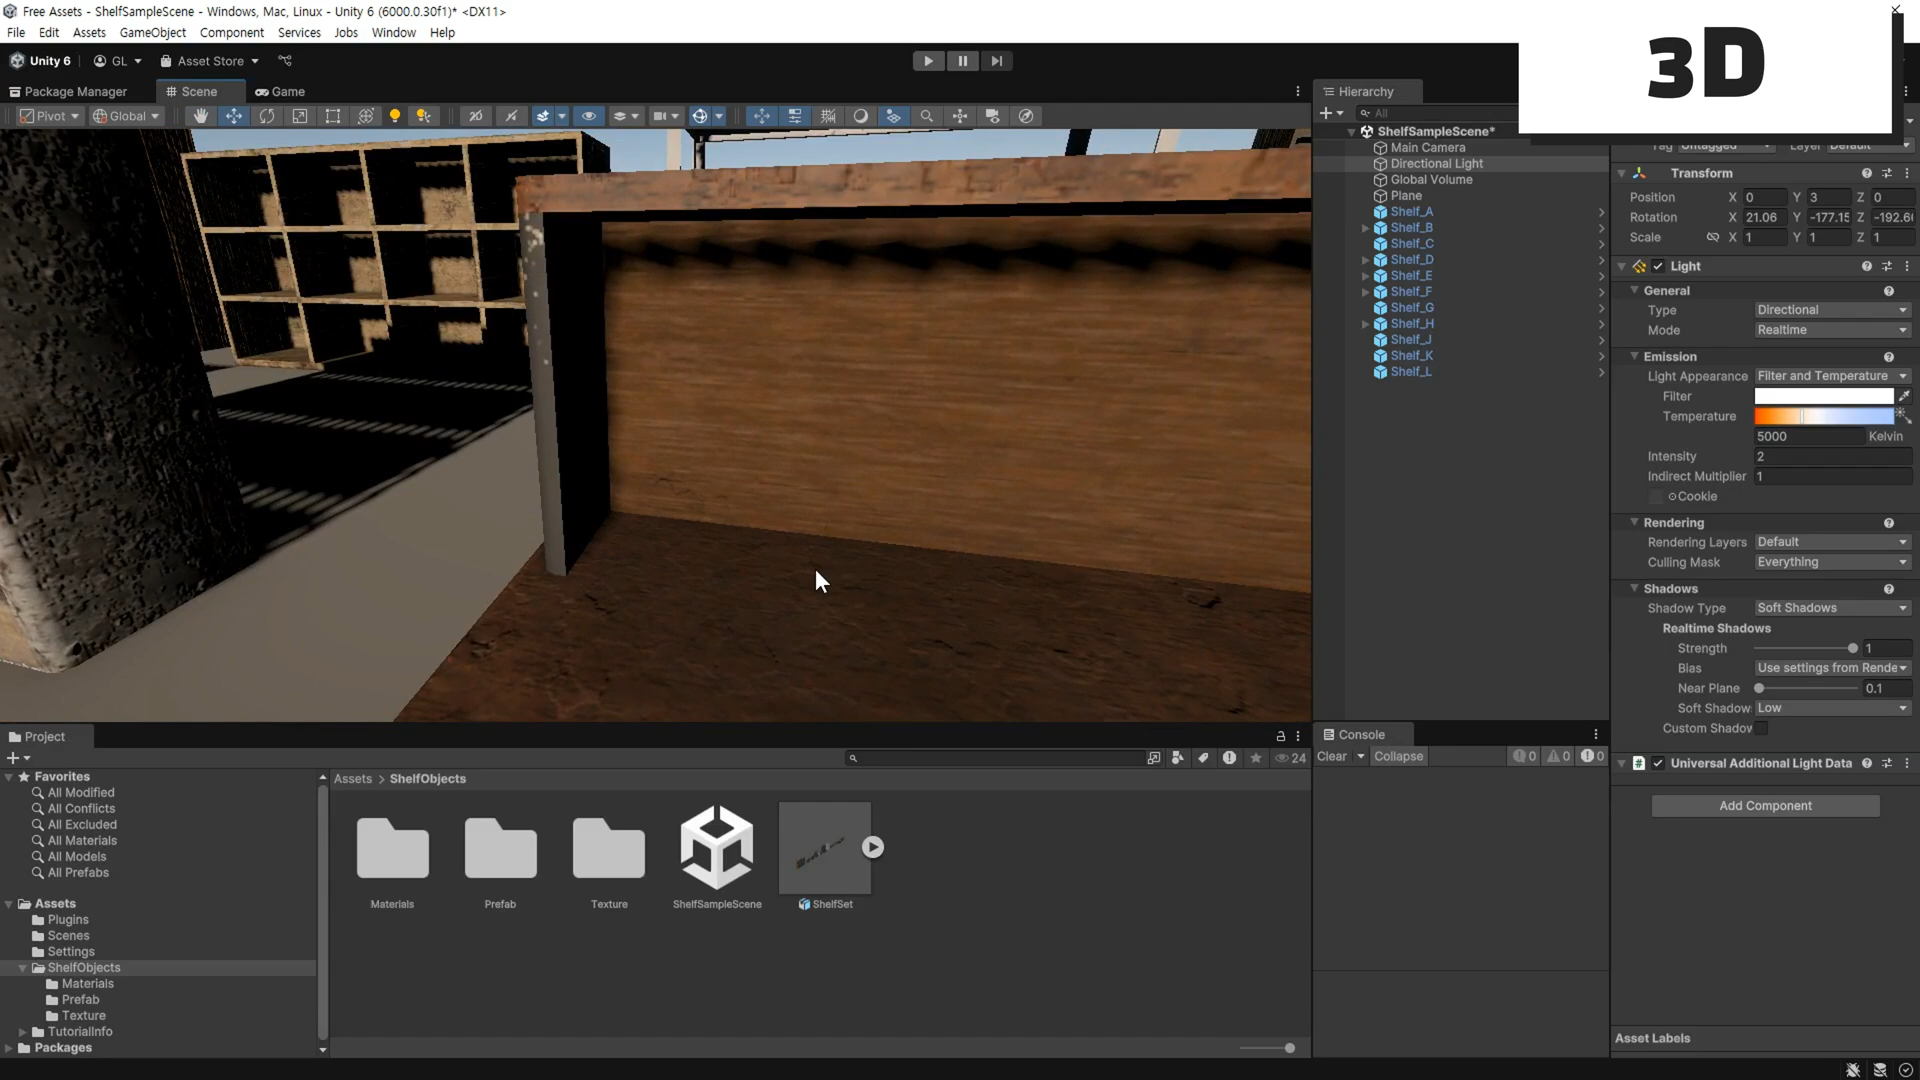 Free Assets - ShelfSampleScene - Windows, Mac, Linux - Unity 6 (6000.0.30f1)* <DX11>
3D
File Edit Assets GameObject Component Services Jobs Window Help
Unity 6 GL Asset Store
Package Manager Scene Game
Pivot Global
Hierarchy
All
ShelfSampleScene*
Main Camera
Directional Light
Global Volume
Plane
Shelf_A
Shelf_B
Shelf_C
Shelf_D
Shelf_E
Shelf_F
Shelf_G
Shelf_H
Shelf_J
Shelf_K
Shelf_L
Tag Untagged Layer Default
Transform
Position X 0 Y 3 Z 0
Rotation X 21.06 Y -177.15 Z -192.6
Scale X 1 Y 1 Z 1
Light
General
Type Directional
Mode Realtime
Emission
Light Appearance Filter and Temperature
Filter
Temperature
5000 Kelvin
Intensity 2
Indirect Multiplier 1
Cookie
Rendering
Rendering Layers Default
Culling Mask Everything
Shadows
Shadow Type Soft Shadows
Realtime Shadows
Strength 1
Bias Use settings from Rende
Near Plane 0.1
Soft Shadow Low
Custom Shadow
Universal Additional Light Data
Add Component
Asset Labels
Project
24
Favorites
All Modified
All Conflicts
All Excluded
All Materials
All Models
All Prefabs
Assets
Plugins
Scenes
Settings
ShelfObjects
Materials
Prefab
Texture
TutorialInfo
Packages
Assets > ShelfObjects
Materials Prefab Texture ShelfSampleScene ShelfSet
Console
Clear Collapse 0 0 0